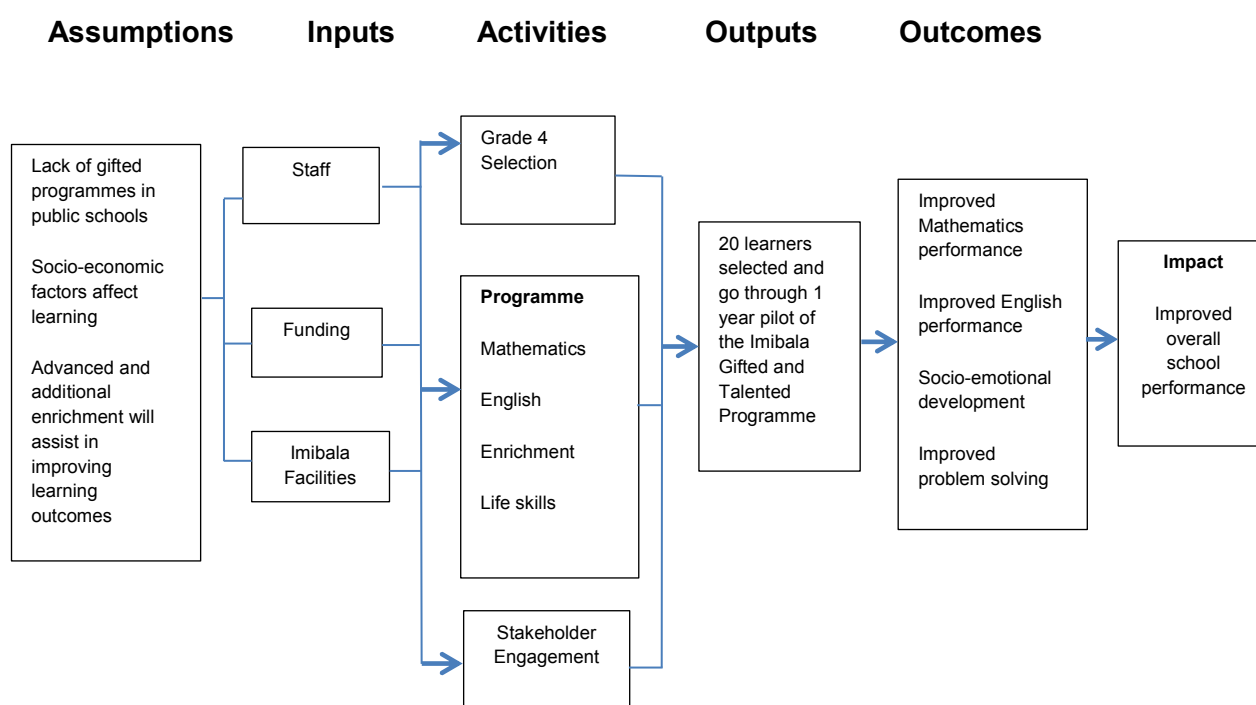 Assumptions Inputs Activities Outputs Outcomes
Lack of gifted
programmes in
public schools
Socio-economic
factors affect
learning
Advanced and
additional
enrichment will
assist in
improving
learning
outcomes
Staff
Funding
Imibala
Facilities
Grade 4
Selection
Programme
Mathematics
English
Enrichment
Life skills
Stakeholder
Engagement
20 learners
selected and
go through 1
year pilot of
the Imibala
Gifted and
Talented
Programme
Improved
Mathematics
performance
Improved English
performance
Socio-emotional
development
Improved
problem solving
Impact
Improved
overall
school
performance